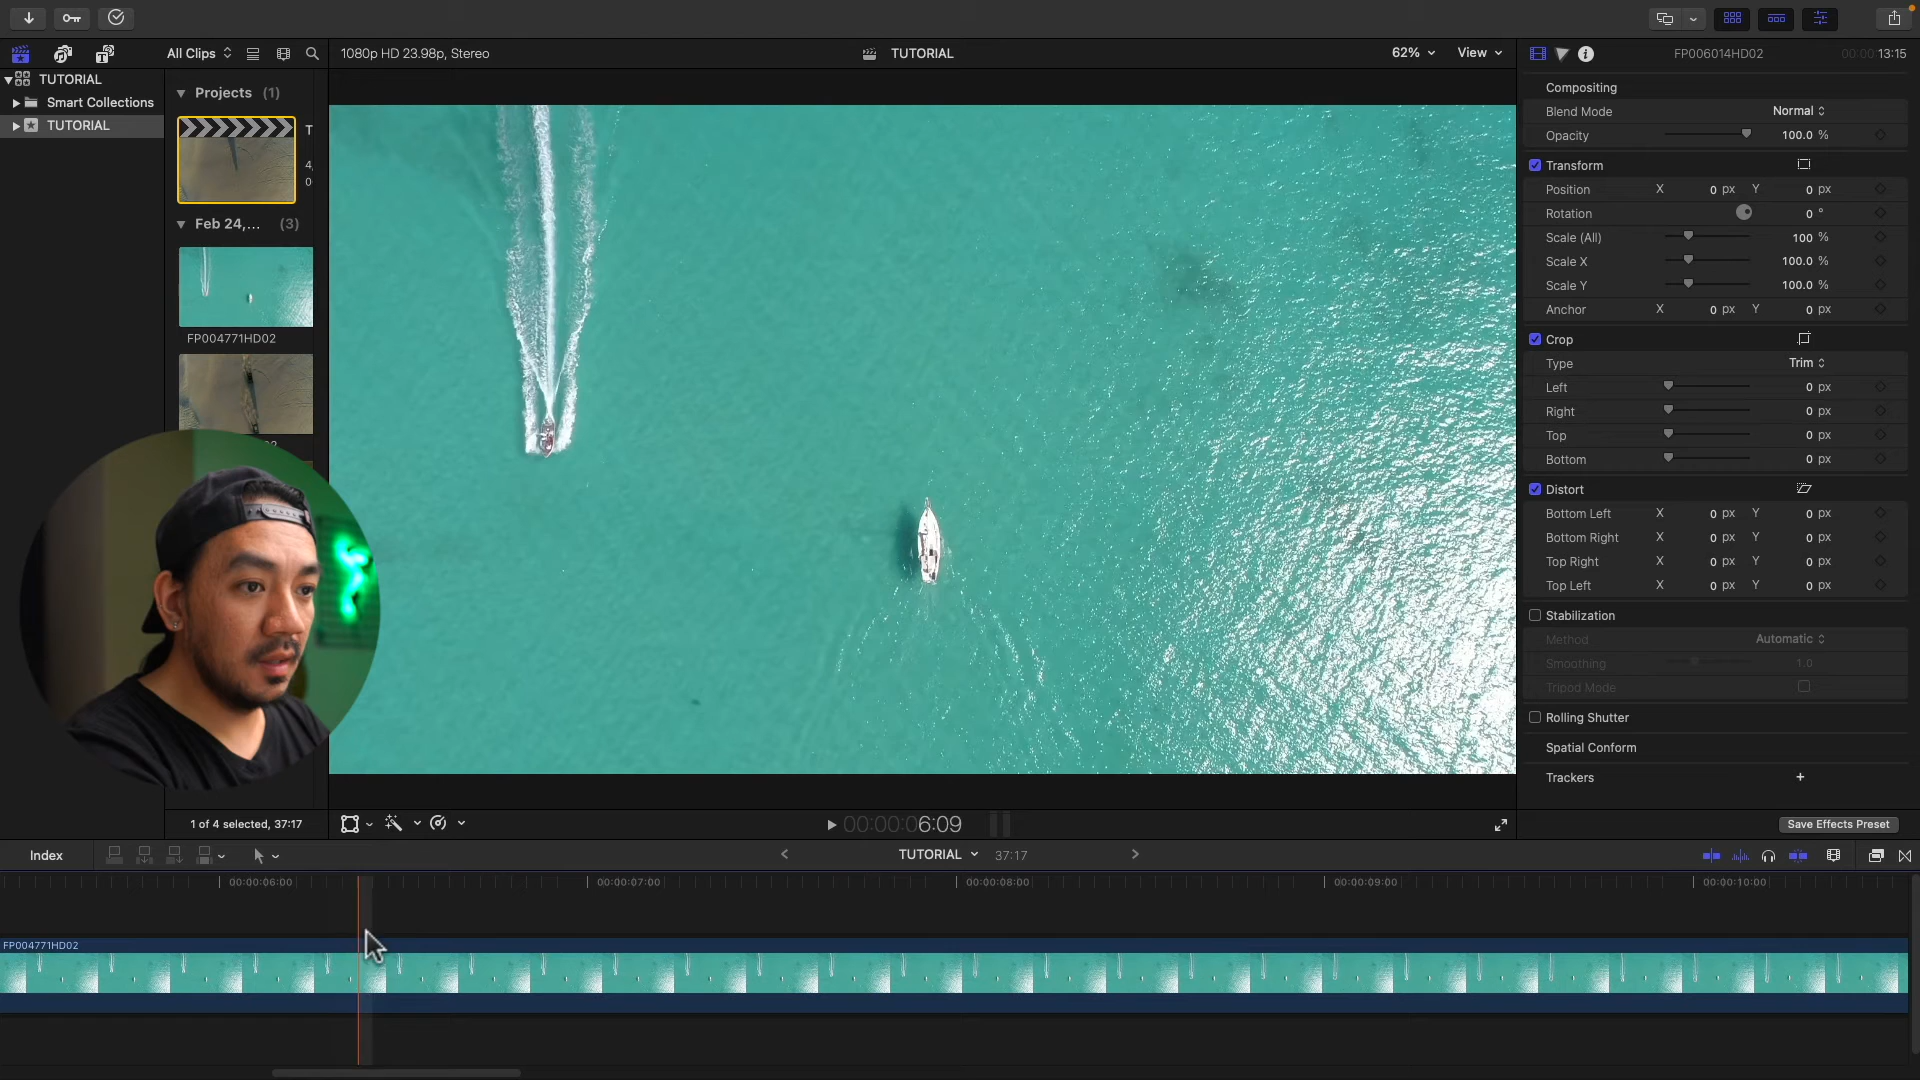 All Clips
1080p HD 23.98p, Stereo
TUTORIAL
62%
View
FP006014HD02
00:00:13:15
TUTORIAL
Smart Collections
TUTORIAL
Projects (1)
T
4,
0
Feb 24,... (3)
FP004771HD02
1 of 4 selected, 37:17
00:00:06:09
Compositing
Blend Mode Normal
Opacity 100.0 %
Transform
Position X 0 px Y 0 px
Rotation 0 °
Scale (All) 100 %
Scale X 100.0 %
Scale Y 100.0 %
Anchor X 0 px Y 0 px
Crop
Type Trim
Left 0 px
Right 0 px
Top 0 px
Bottom 0 px
Distort
Bottom Left X 0 px Y 0 px
Bottom Right X 0 px Y 0 px
Top Right X 0 px Y 0 px
Top Left X 0 px Y 0 px
Stabilization
Method Automatic
Smoothing 1.0
Tripod Mode
Rolling Shutter
Spatial Conform
Trackers +
Save Effects Preset
Index
TUTORIAL 37:17
00:00:06:00 00:00:07:00 00:00:08:00 00:00:09:00 00:00:10:00
FP004771HD02